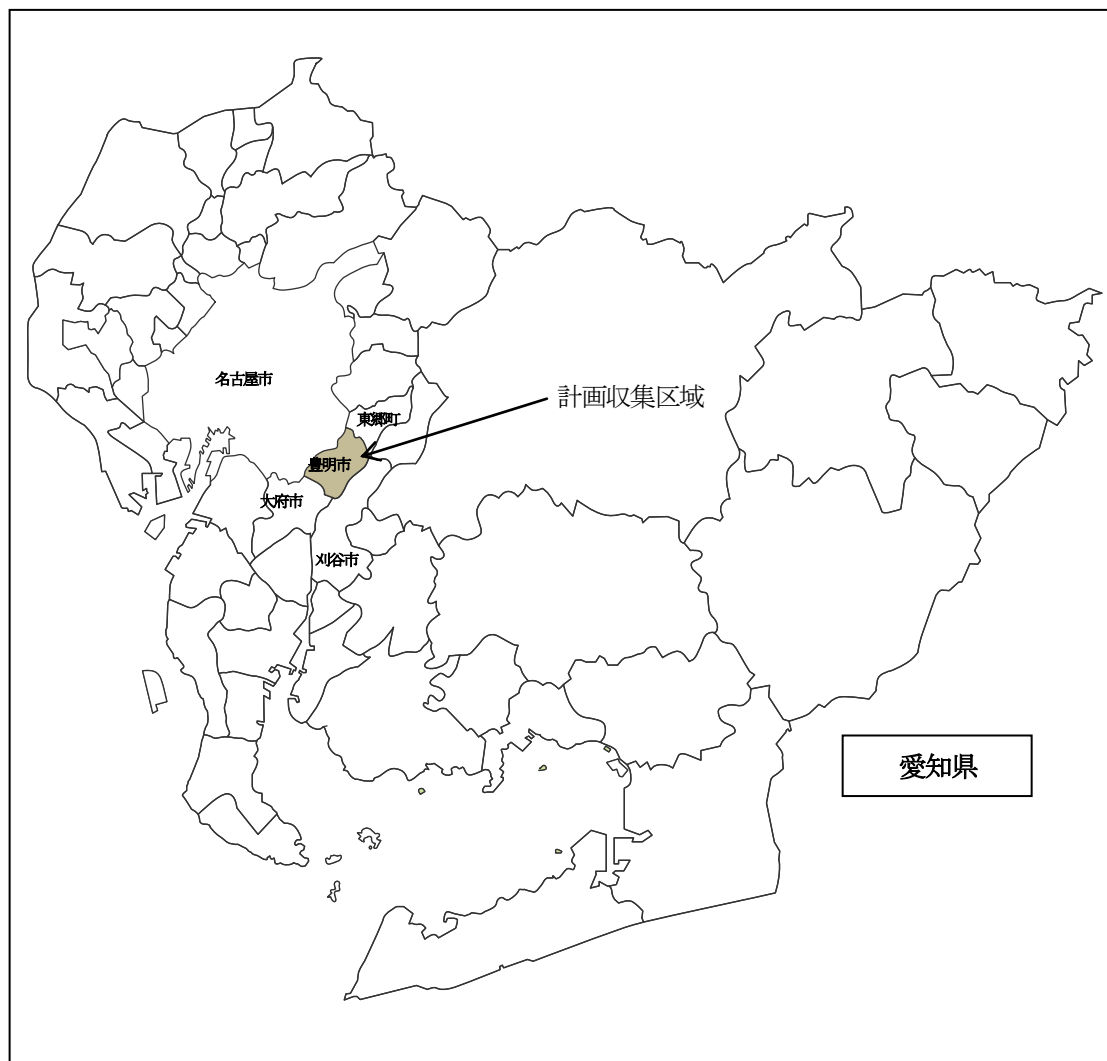 名古屋市
計画収集区域
東郷町
豊明市
大府市
刈谷市
愛知県